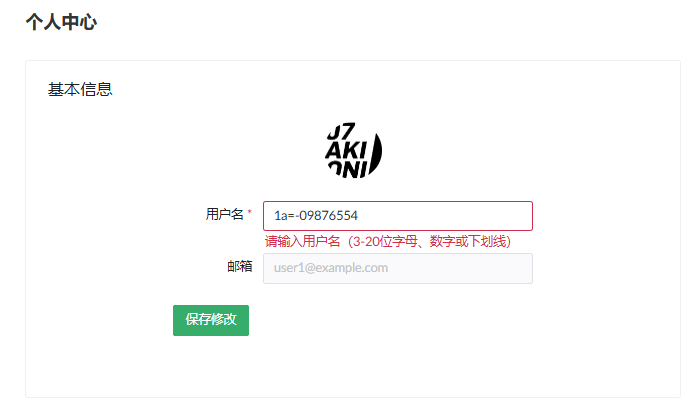 个人中心
基本信息
J7
AKI
ONI
用户名 *
1a=-09876554
请输入用户名（3-20位字母、数字或下划线）
邮箱
user1@example.com
保存修改